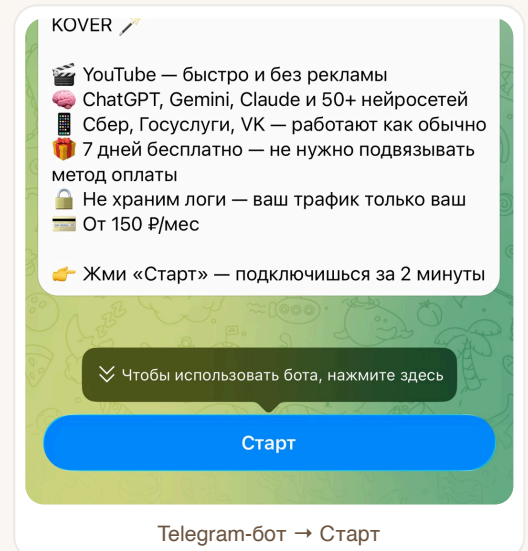 KOVER 🪄
🎬 YouTube — быстро и без рекламы
🧠 ChatGPT, Gemini, Claude и 50+ нейросетей
📱 Сбер, Госуслуги, VK — работают как обычно
🎁 7 дней бесплатно — не нужно подвязывать
метод оплаты
🔒 Не храним логи — ваш трафик только ваш
💳 От 150 ₽/мес
👉 Жми «Старт» — подключишься за 2 минуты
Чтобы использовать бота, нажмите здесь
Старт
Telegram-бот → Старт